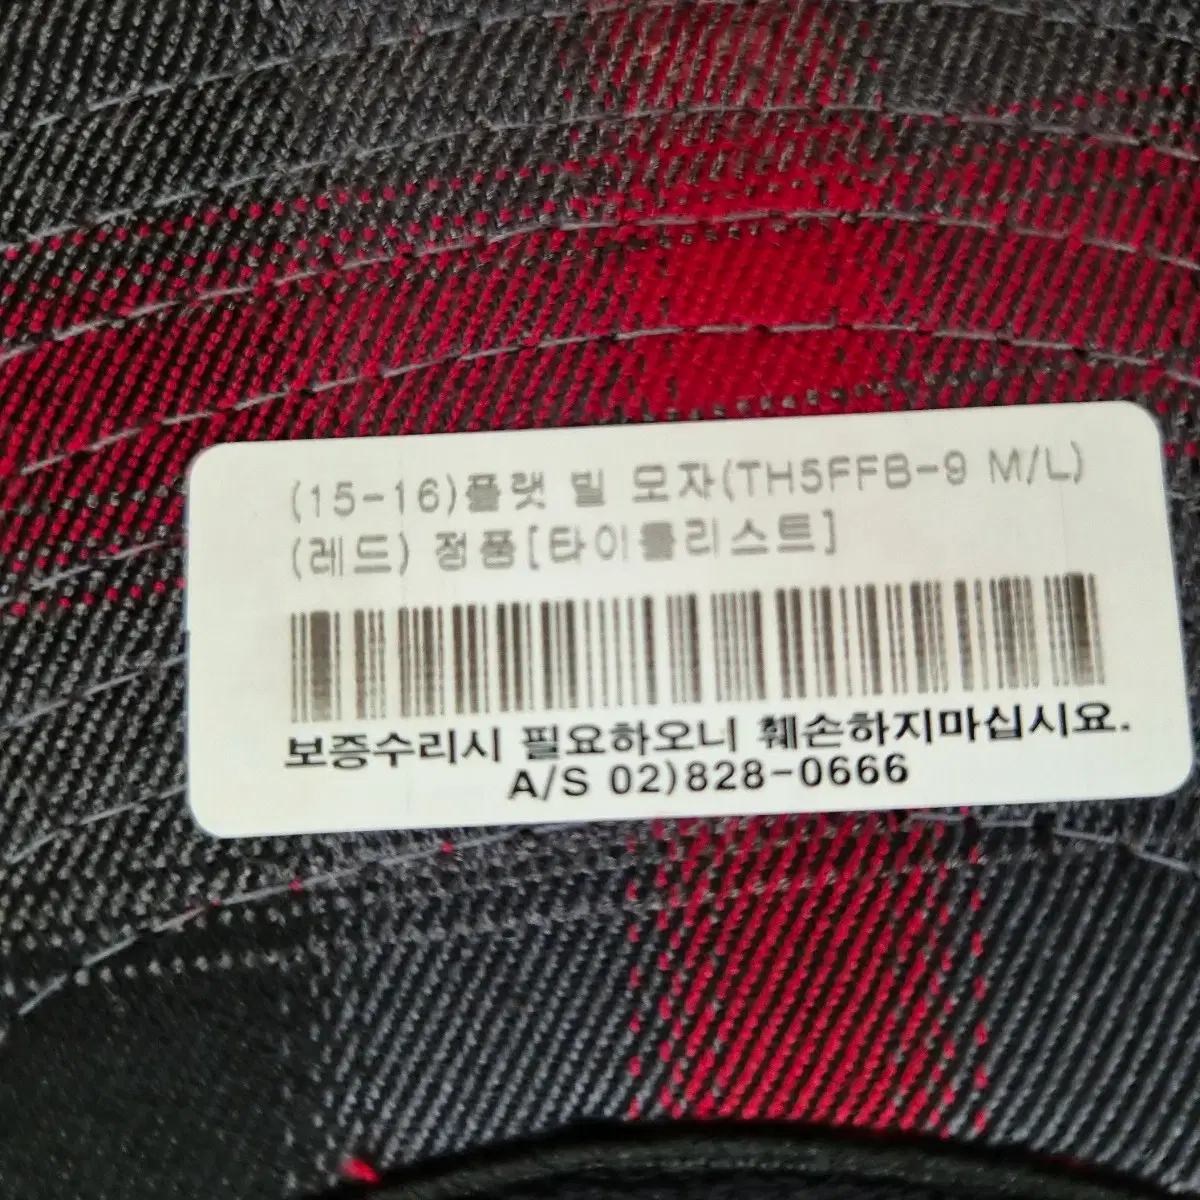 (15-16)플랫 빌 모자(TH5FFB-9 M/L)
(레드) 정품[타이틀리스트]
보증수리시 필요하오니 훼손하지마십시요.
A/S 02)828-0666